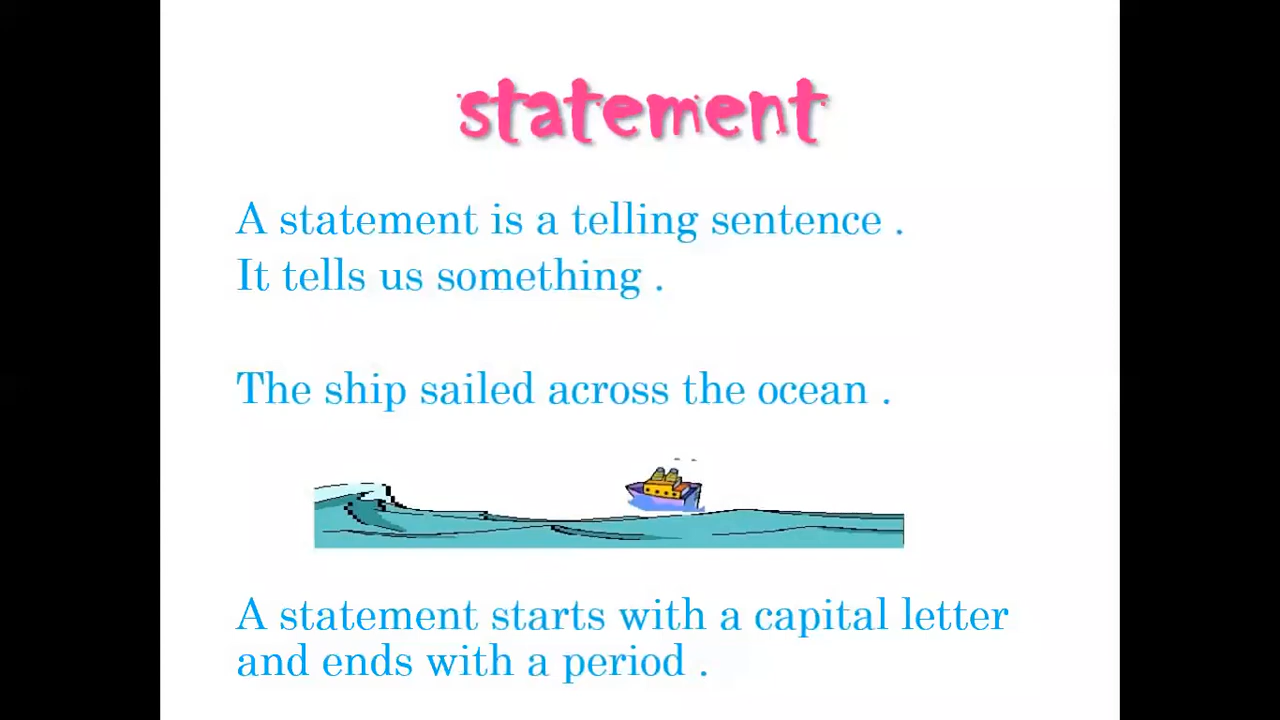 statement
A statement is a telling sentence .
It tells us something .
The ship sailed across the ocean .
A statement starts with a capital letter
and ends with a period .